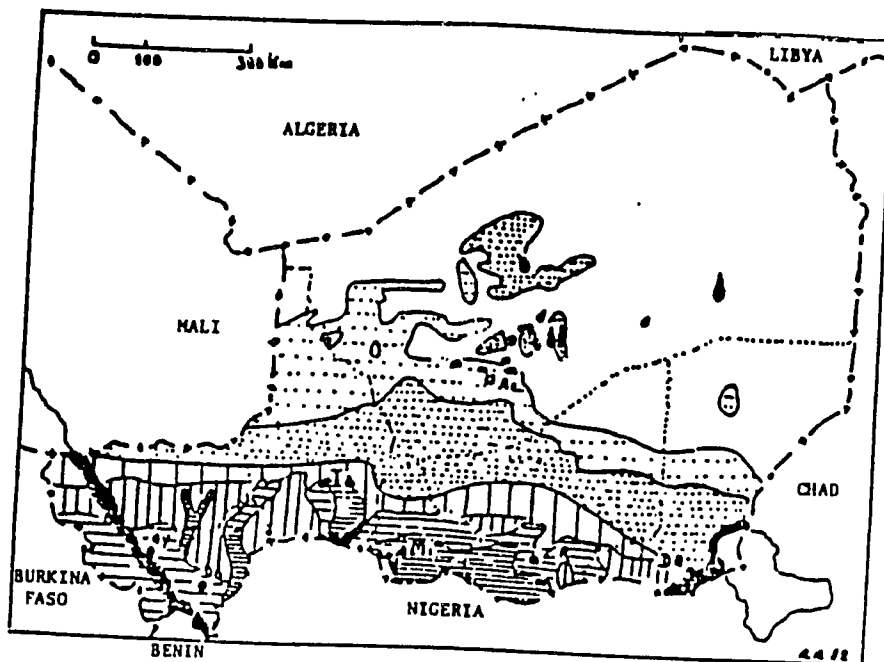 0 100 300 km
LIBYA
ALGERIA
MALI
CHAD
BURKINA
FASO
NIGERIA
BENIN